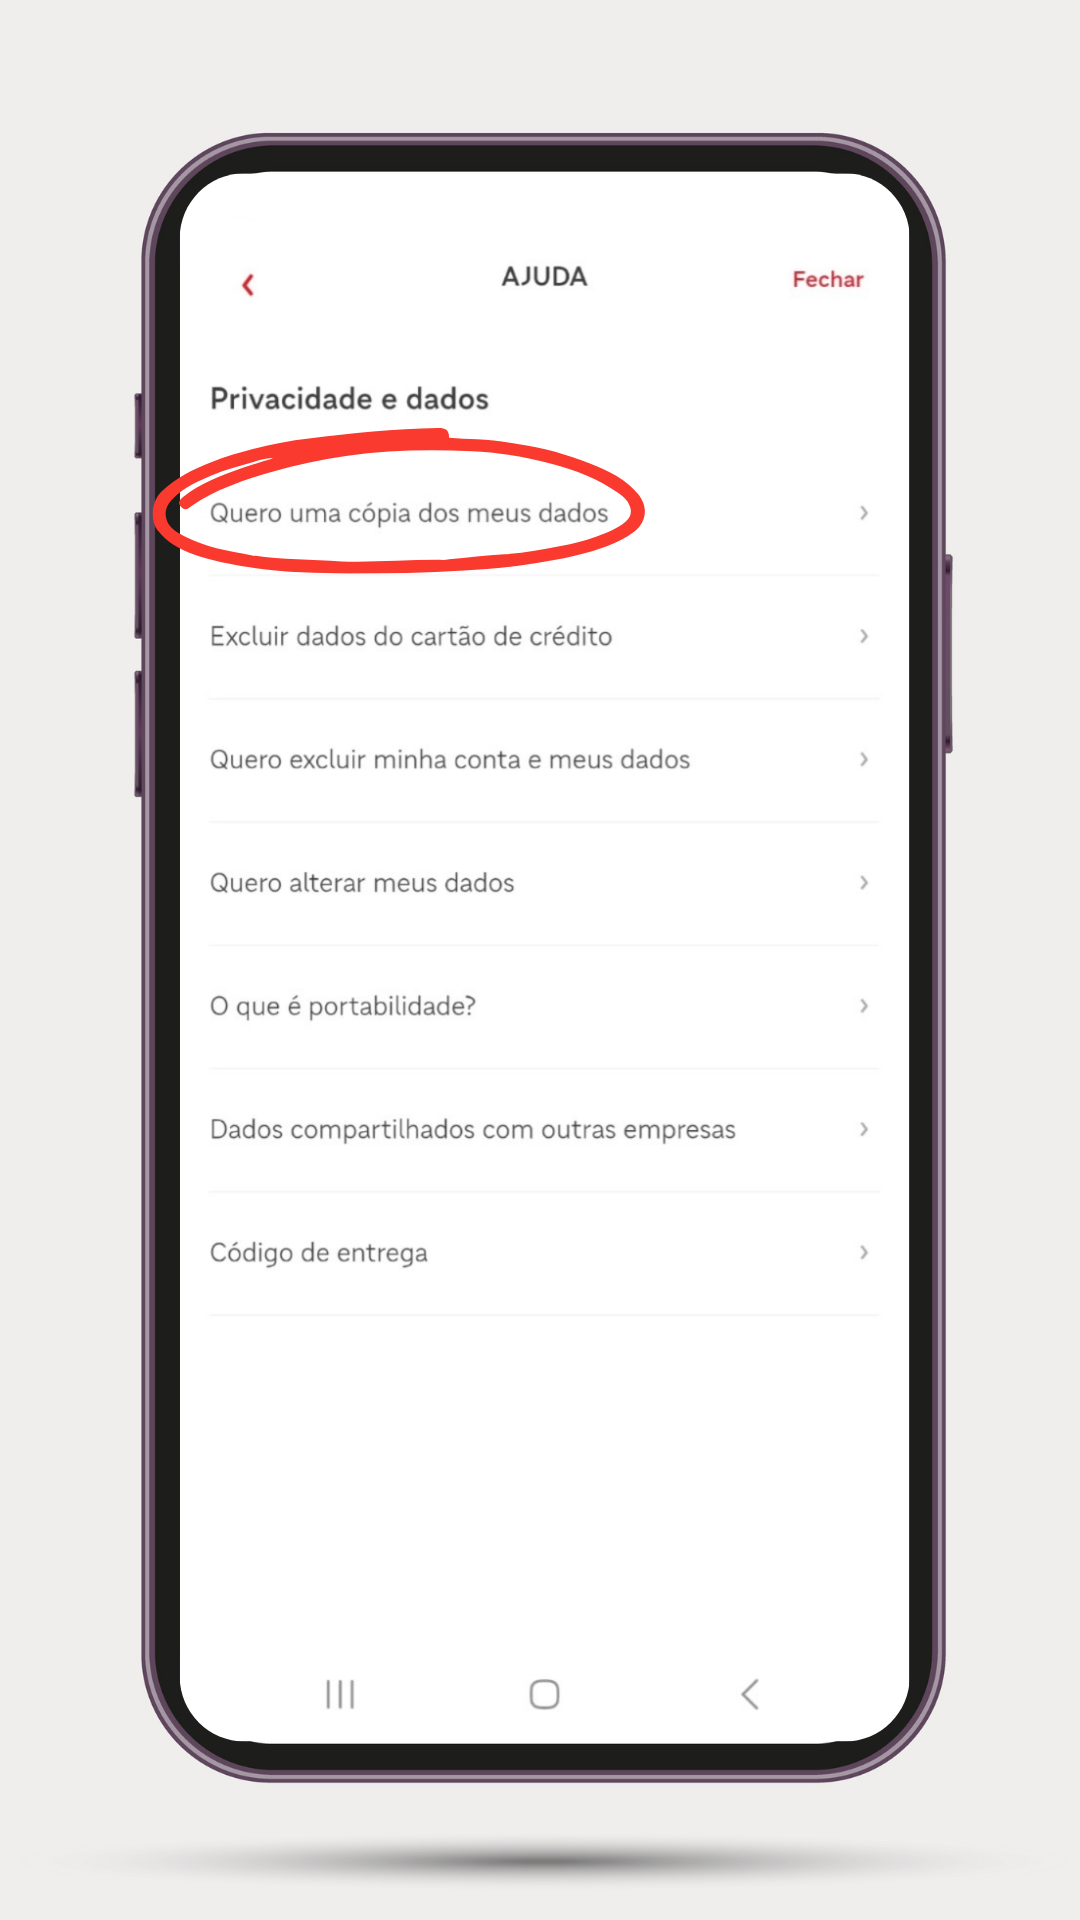 AJUDA
Fechar
Privacidade e dados
Quero uma cópia dos meus dados
Excluir dados do cartão de crédito
Quero excluir minha conta e meus dados
Quero alterar meus dados
O que é portabilidade?
Dados compartilhados com outras empresas
Código de entrega